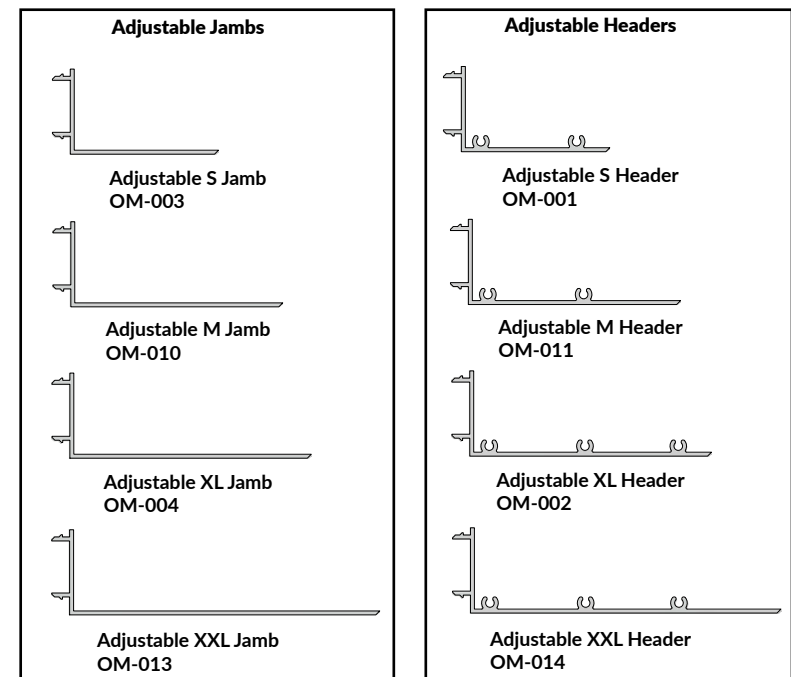 Adjustable Jambs
Adjustable S Jamb
OM-003
Adjustable M Jamb
OM-010
Adjustable XL Jamb
OM-004
Adjustable XXL Jamb
OM-013
Adjustable Headers
Adjustable S Header
OM-001
Adjustable M Header
OM-011
Adjustable XL Header
OM-002
Adjustable XXL Header
OM-014